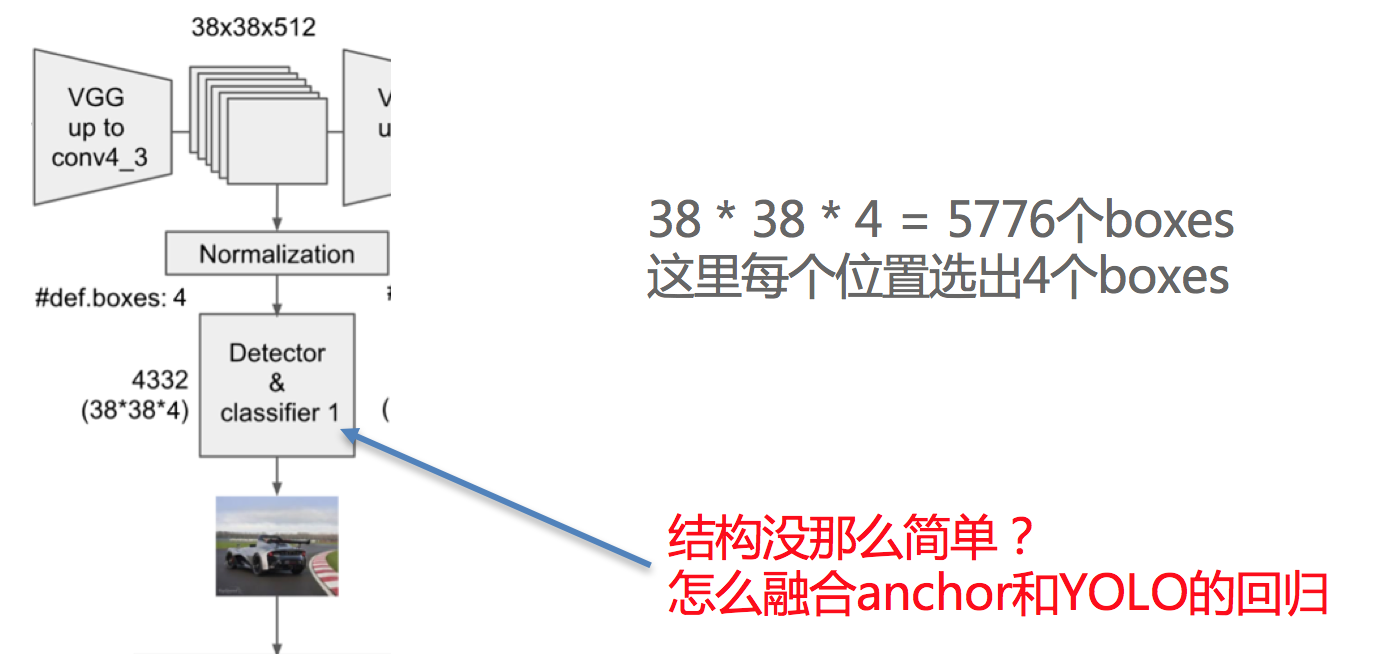 38x38x512
VGG
up to
conv4_3
V
u
Normalization
#def.boxes: 4
Detector
&
classifier 1
4332
(38*38*4)
(
38 * 38 * 4 = 5776个boxes
这里每个位置选出4个boxes
结构没那么简单？
怎么融合anchor和YOLO的回归